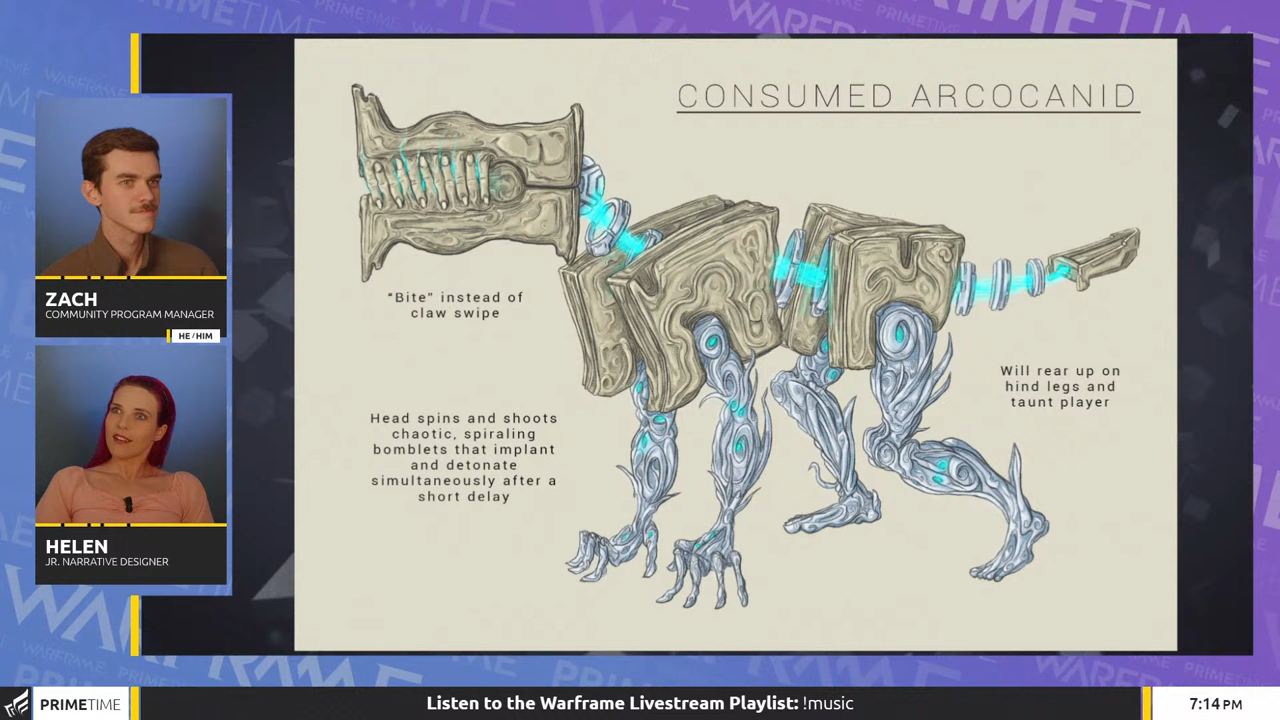 CONSUMED ARCOCANID
"Bite" instead of
claw swipe
Head spins and shoots
chaotic, spiraling
bomblets that implant
and detonate
simultaneously after a
short delay
Will rear up on
hind legs and
taunt player
ZACH
COMMUNITY PROGRAM MANAGER
HE / HIM
HELEN
JR. NARRATIVE DESIGNER
PRIMETIME
Listen to the Warframe Livestream Playlist: !music
7:14 PM